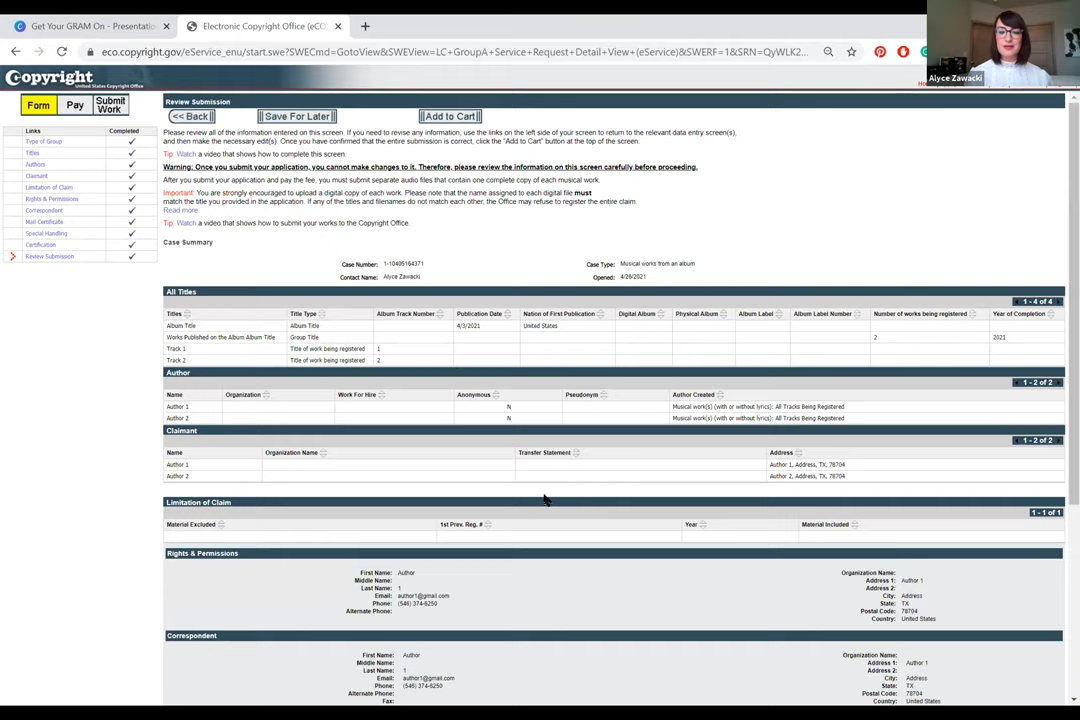 Get Your GRAM On - Presentatio
Electronic Copyright Office (eCO)
eco.copyright.gov/eService_enu/start.swe?SWECmd=GotoView&SWEView=LC+GroupA+Service+Request+Detail+View+(eService)&SWERF=1&SRN=QyWLK2...
Alyce Zawacki
Copyright
United States Copyright Office
Form Pay Submit Work
Links Completed
Type of Group
Titles
Authors
Claimant
Limitation of Claim
Rights & Permissions
Correspondent
Mail Certificate
Special Handling
Certification
Review Submission
Review Submission
<< Back Save For Later Add to Cart
Please review all of the information entered on this screen. If you need to revise any information, use the links on the left side of your screen to return to the relevant data entry screen(s),
and then make the necessary edit(s). Once you have confirmed that the entire submission is correct, click the "Add to Cart" button at the top of the screen.
Tip: Watch a video that shows how to complete this screen.
Warning: Once you submit your application, you cannot make changes to it. Therefore, please review the information on this screen carefully before proceeding.
After you submit your application and pay the fee, you must submit separate audio files that contain one complete copy of each musical work.
Important: You are strongly encouraged to upload a digital copy of each work. Please note that the name assigned to each digital file must
match the title you provided in the application. If any of the titles and filenames do not match each other, the Office may refuse to register the entire claim.
Read more.
Tip: Watch a video that shows how to submit your works to the Copyright Office.
Case Summary
Case Number: 1-10405164371 Case Type: Musical works from an album
Contact Name: Alyce Zawacki Opened: 4/26/2021
All Titles
1 - 4 of 4
Titles Title Type Album Track Number Publication Date Nation of First Publication Digital Album Physical Album Album Label Album Label Number Number of works being registered Year of Completion
Album Title Album Title 4/3/2021 United States
Works Published on the Album Album Title Group Title 2 2021
Track 1 Title of work being registered 1
Track 2 Title of work being registered 2
Author
1 - 2 of 2
Name Organization Work For Hire Anonymous Pseudonym Author Created
Author 1 N Musical work(s) (with or without lyrics): All Tracks Being Registered
Author 2 N Musical work(s) (with or without lyrics): All Tracks Being Registered
Claimant
1 - 2 of 2
Name Organization Name Transfer Statement Address
Author 1 Author 1, Address, TX, 78704
Author 2 Author 2, Address, TX, 78704
Limitation of Claim
1 - 1 of 1
Material Excluded 1st Prev. Reg. # Year Material Included
Rights & Permissions
First Name: Author Organization Name:
Middle Name: Address 1: Author 1
Last Name: 1 Address 2:
Email: author1@gmail.com City: Address
Phone: (546) 374-6250 State: TX
Alternate Phone: Postal Code: 78704
Country: United States
Correspondent
First Name: Author Organization Name:
Middle Name: Address 1: Author 1
Last Name: 1 Address 2:
Email: author1@gmail.com City: Address
Phone: (546) 374-6250 State: TX
Alternate Phone: Postal Code: 78704
Fax: Country: United States